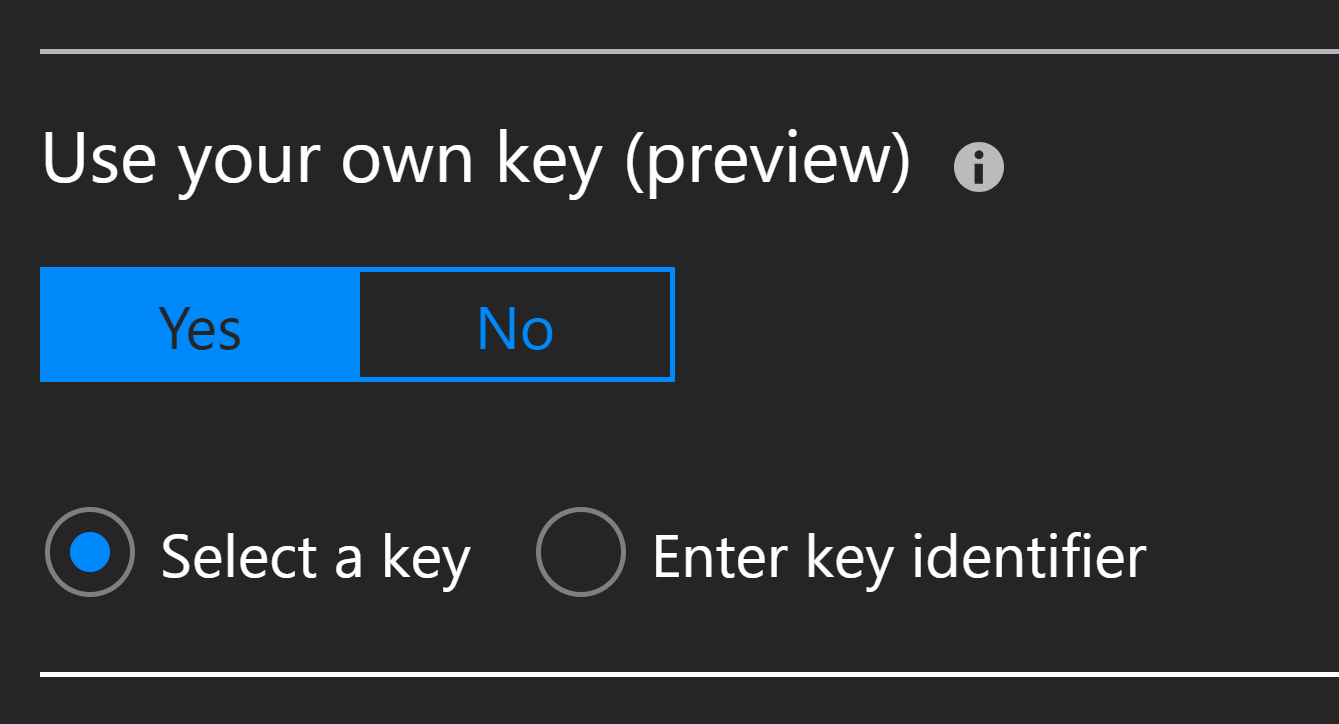 Use your own key (preview)
Yes No
Select a key Enter key identifier